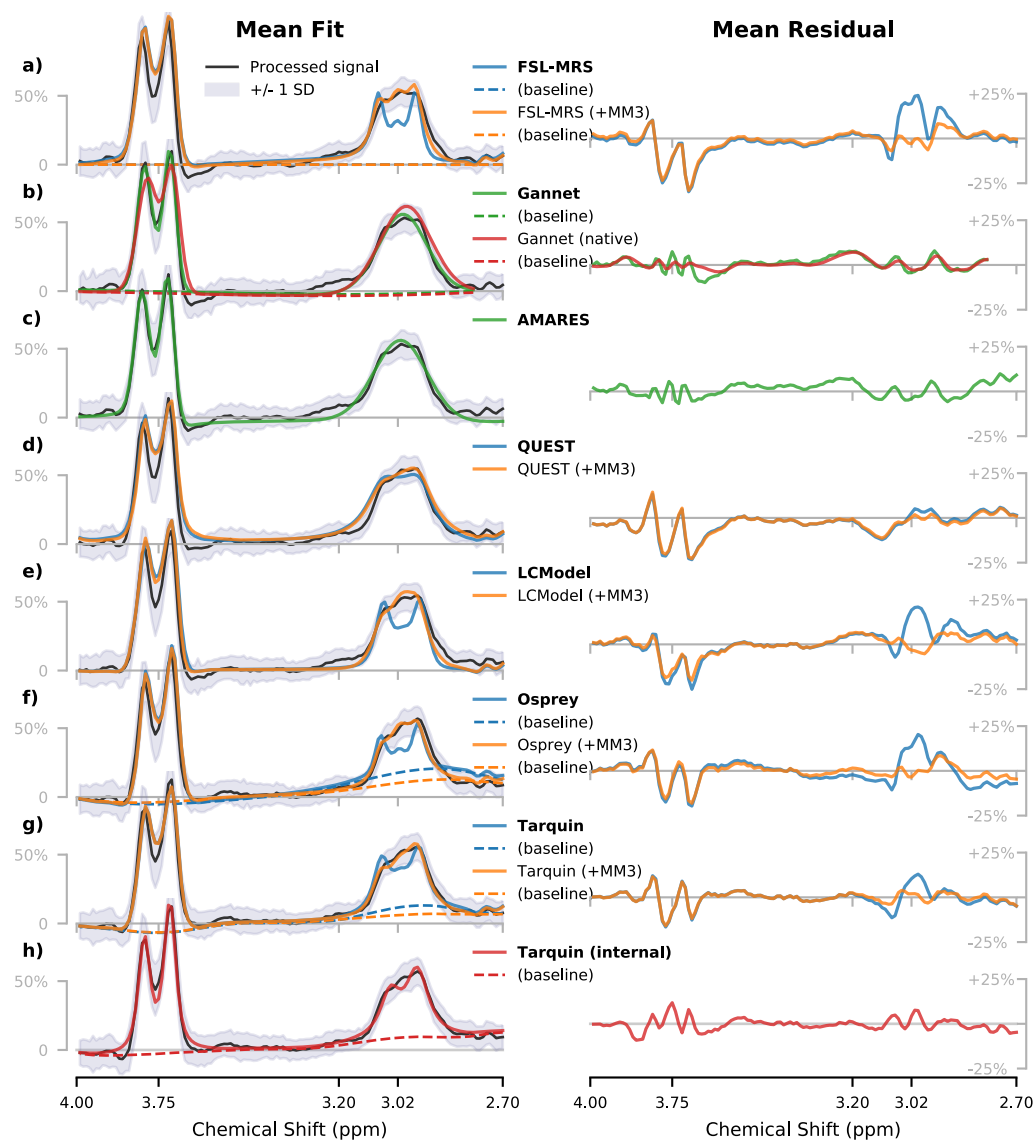 Mean Fit
Mean Residual
a)
Processed signal
+/- 1 SD
50%
0
FSL-MRS
(baseline)
FSL-MRS (+MM3)
(baseline)
+25%
-25%
b)
50%
0
Gannet
(baseline)
Gannet (native)
(baseline)
+25%
-25%
c)
50%
0
AMARES
+25%
-25%
d)
50%
0
QUEST
QUEST (+MM3)
+25%
-25%
e)
50%
0
LCModel
LCModel (+MM3)
+25%
-25%
f)
50%
0
Osprey
(baseline)
Osprey (+MM3)
(baseline)
+25%
-25%
g)
50%
0
Tarquin
(baseline)
Tarquin (+MM3)
(baseline)
+25%
-25%
h)
50%
0
Tarquin (internal)
(baseline)
+25%
-25%
4.00 3.75 3.20 3.02 2.70
4.00 3.75 3.20 3.02 2.70
Chemical Shift (ppm)
Chemical Shift (ppm)